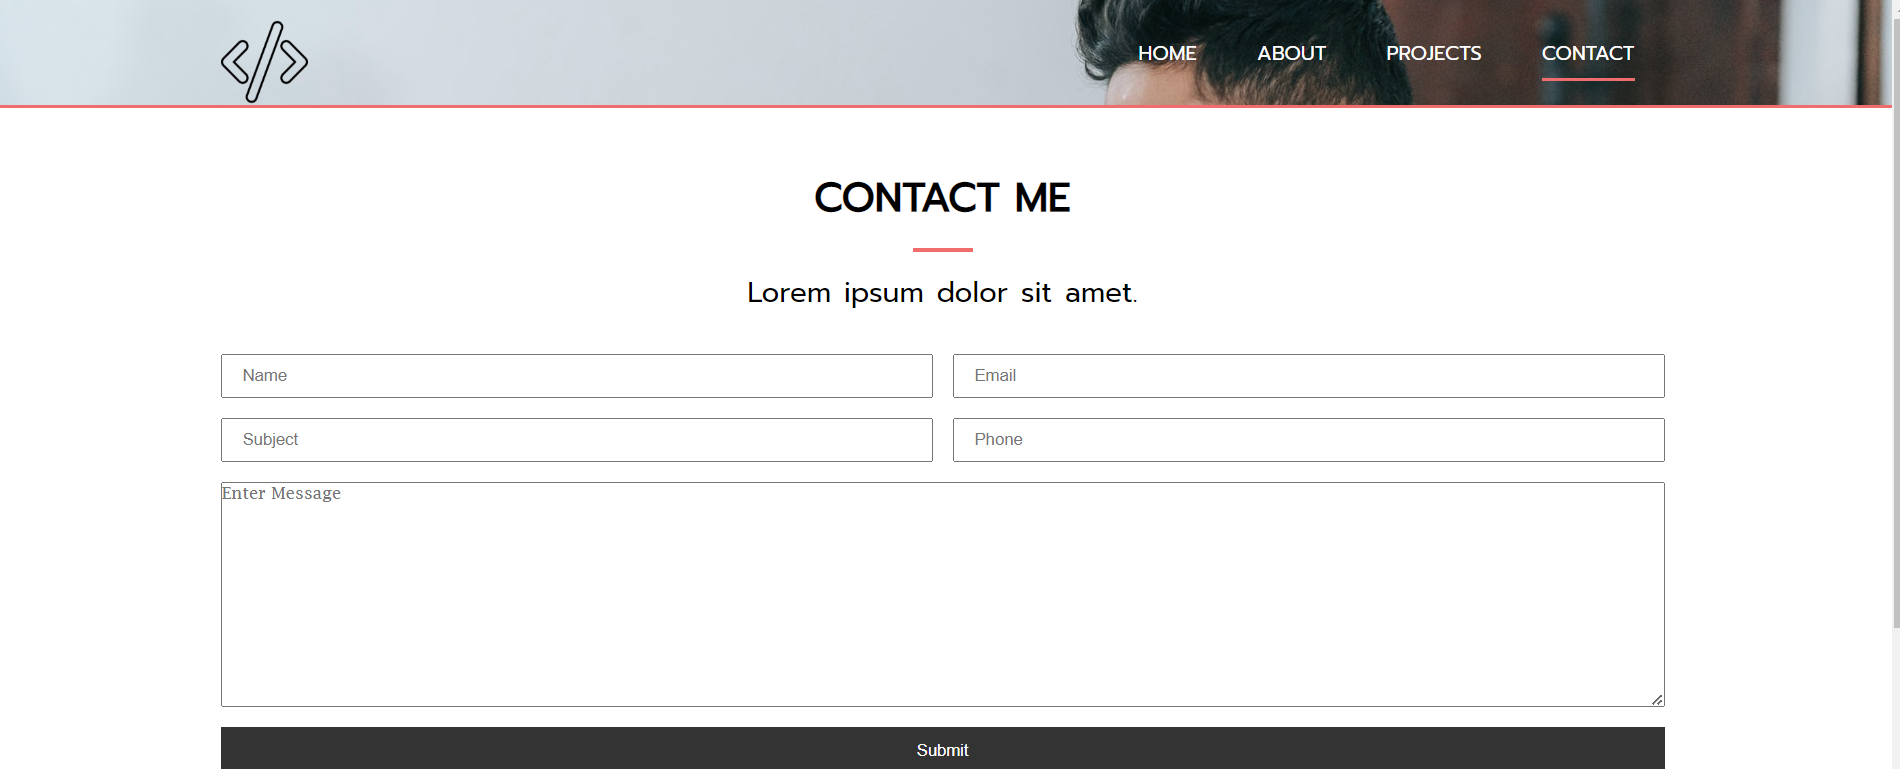 HOME ABOUT PROJECTS CONTACT
CONTACT ME
Lorem ipsum dolor sit amet.
Name Email
Subject Phone
Enter Message
Submit